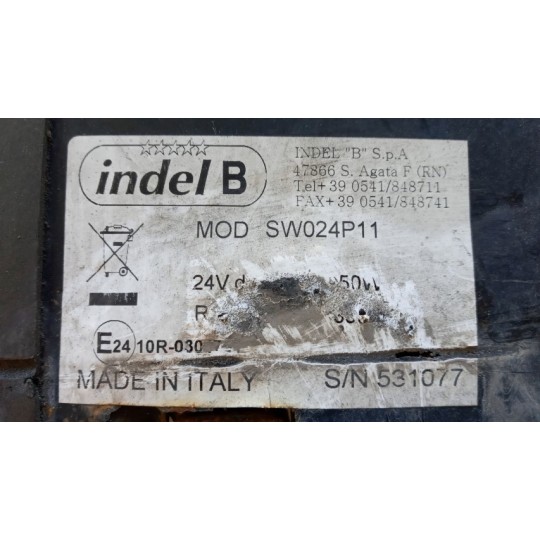 indel B
INDEL "B" S.p.A
47866 S. Agata F (RN)
Tel+39 0541/848711
FAX+39 0541/848741
MOD SW024P11
24V d 50W
R
E24 10R-030
MADE IN ITALY S/N 531077